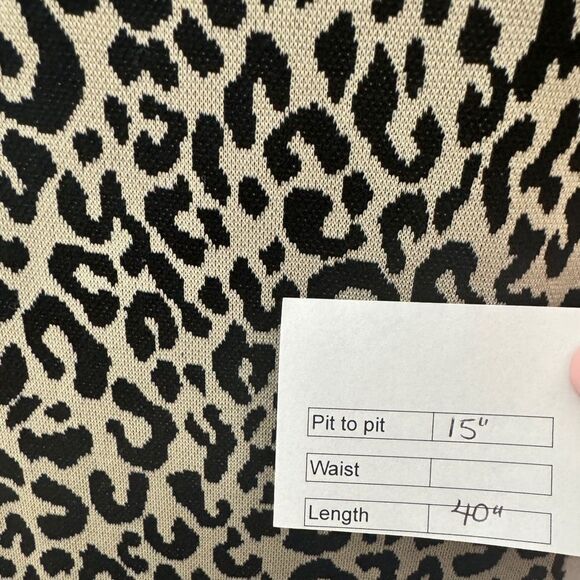 Pit to pit 15"
Waist
Length 40"